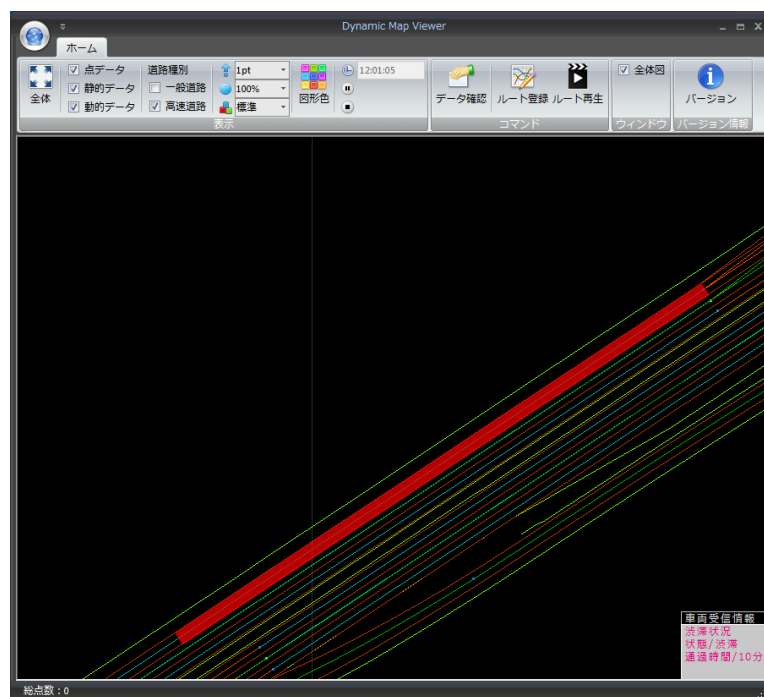 Dynamic Map Viewer
ホーム
全体
点データ
静的データ
動的データ
道路種別
一般道路
高速道路
1pt
100%
標準
図形色
12:01:05
表示
データ確認
ルート登録
ルート再生
コマンド
全体図
ウィンドウ
バージョン
バージョン情報
車両受信情報
渋滞状況
状態/渋滞
通過時間/10分
総点数：0